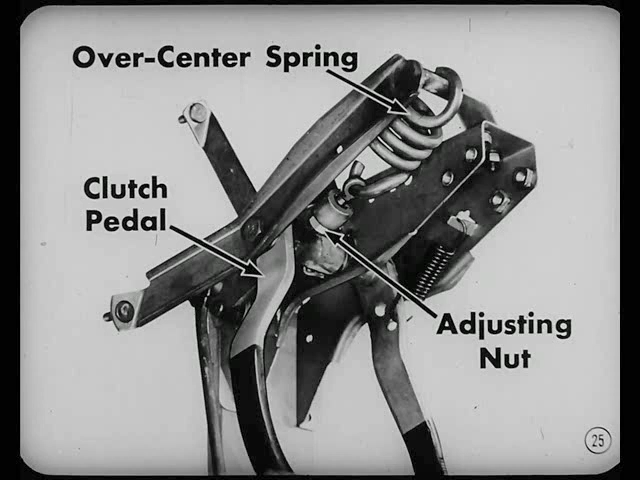 Over-Center Spring
Clutch
Pedal
Adjusting
Nut
25